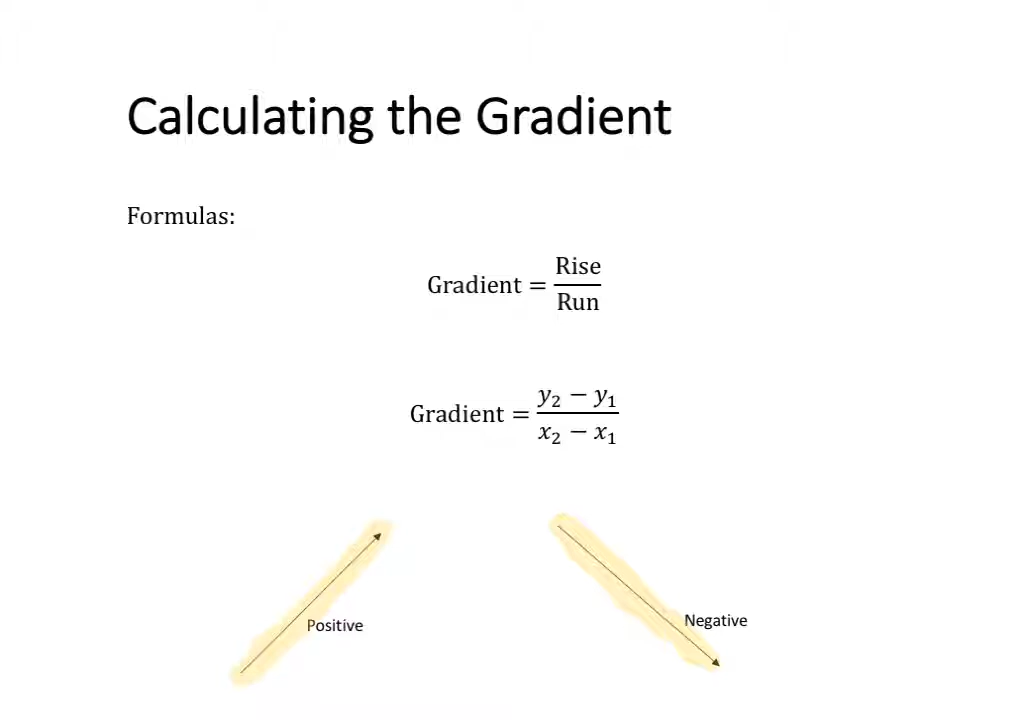 Calculating the Gradient
Formulas:
Gradient = Rise / Run
Gradient = y₂ − y₁ / x₂ − x₁
Positive
Negative